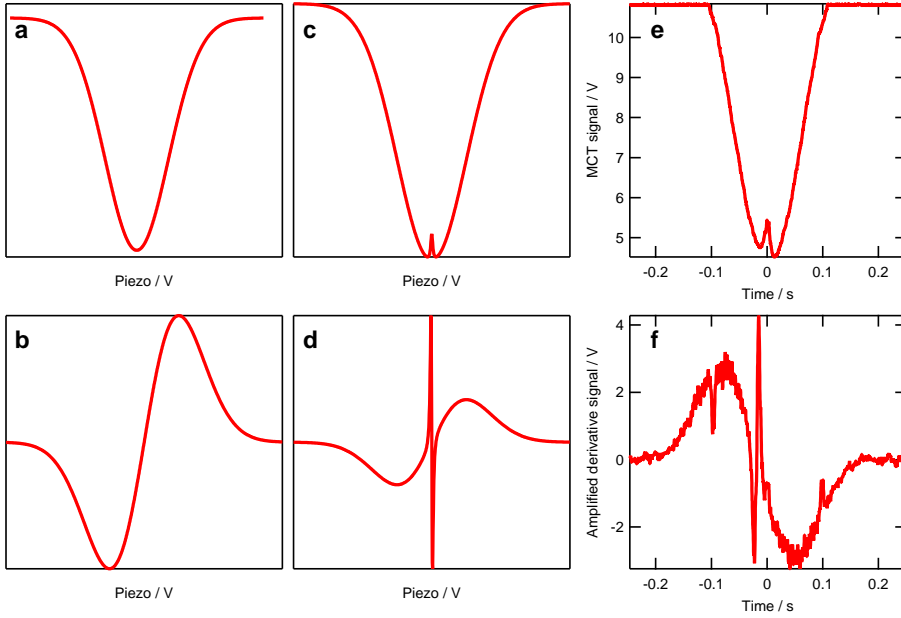 a
Piezo / V
c
Piezo / V
e
MCT signal / V
10
9
8
7
6
5
-0.2
-0.1
0
0.1
0.2
Time / s
b
Piezo / V
d
Piezo / V
f
Amplified derivative signal / V
4
2
0
-2
-0.2
-0.1
0
0.1
0.2
Time / s